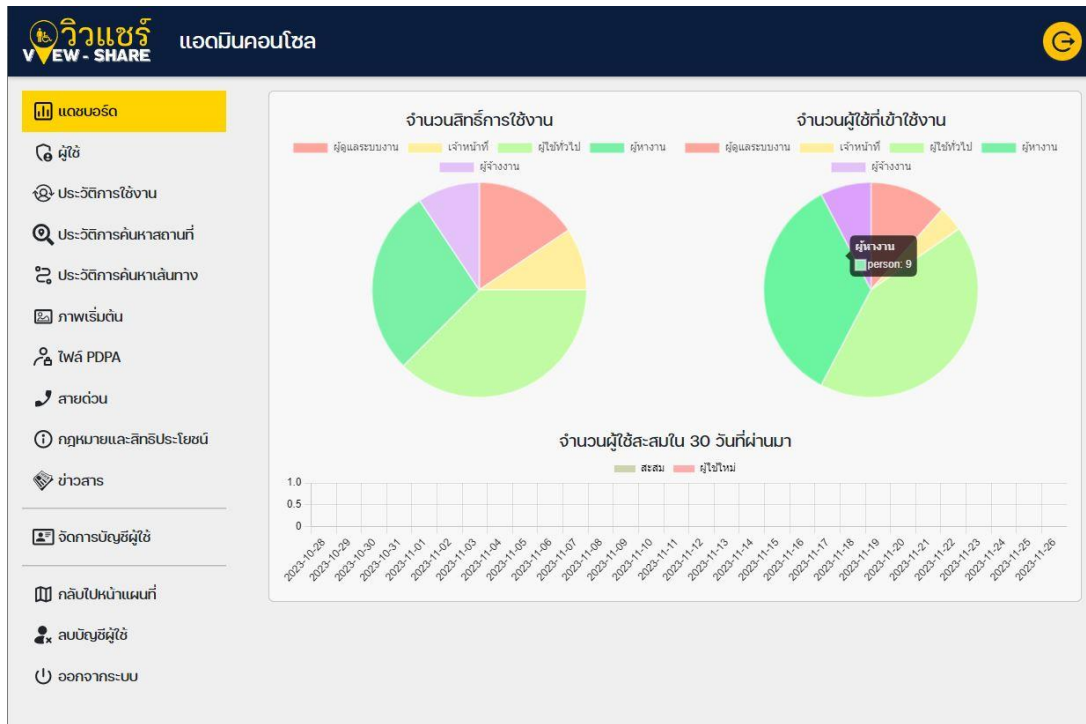 วิวแชร์
VIEW - SHARE
แอดมินคอนโซล
แดชบอร์ด
ผู้ใช้
ประวัติการใช้งาน
ประวัติการค้นหาสถานที่
ประวัติการค้นหาเส้นทาง
ภาพเริ่มต้น
ไฟล์ PDPA
สายด่วน
กฎหมายและสิทธิประโยชน์
ข่าวสาร
จัดการบัญชีผู้ใช้
กลับไปหน้าแผนที่
ลบบัญชีผู้ใช้
ออกจากระบบ
จำนวนสิทธิ์การใช้งาน
ผู้ดูแลระบบงาน เจ้าหน้าที่ ผู้ใช้ทั่วไป ผู้หางาน
ผู้จ้างงาน
จำนวนผู้ใช้ที่เข้าใช้งาน
ผู้ดูแลระบบงาน เจ้าหน้าที่ ผู้ใช้ทั่วไป ผู้หางาน
ผู้จ้างงาน
ผู้หางาน
person: 9
จำนวนผู้ใช้สะสมใน 30 วันที่ผ่านมา
สะสม ผู้ใช้ใหม่
1.0
0.5
0
2023-10-28 2023-10-29 2023-10-30 2023-10-31 2023-11-01 2023-11-02 2023-11-03 2023-11-04 2023-11-05 2023-11-06 2023-11-07 2023-11-08 2023-11-09 2023-11-10 2023-11-11 2023-11-12 2023-11-13 2023-11-14 2023-11-15 2023-11-16 2023-11-17 2023-11-18 2023-11-19 2023-11-20 2023-11-21 2023-11-22 2023-11-23 2023-11-24 2023-11-25 2023-11-26